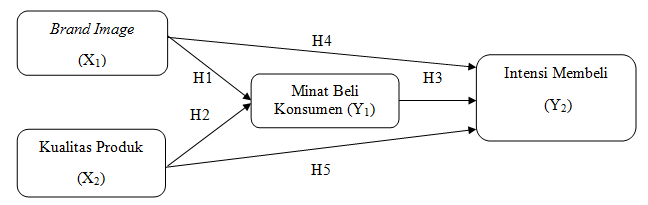 Brand Image
(X1)
H4
H1
H3
Minat Beli
Konsumen (Y1)
Intensi Membeli
(Y2)
H2
Kualitas Produk
(X2)
H5